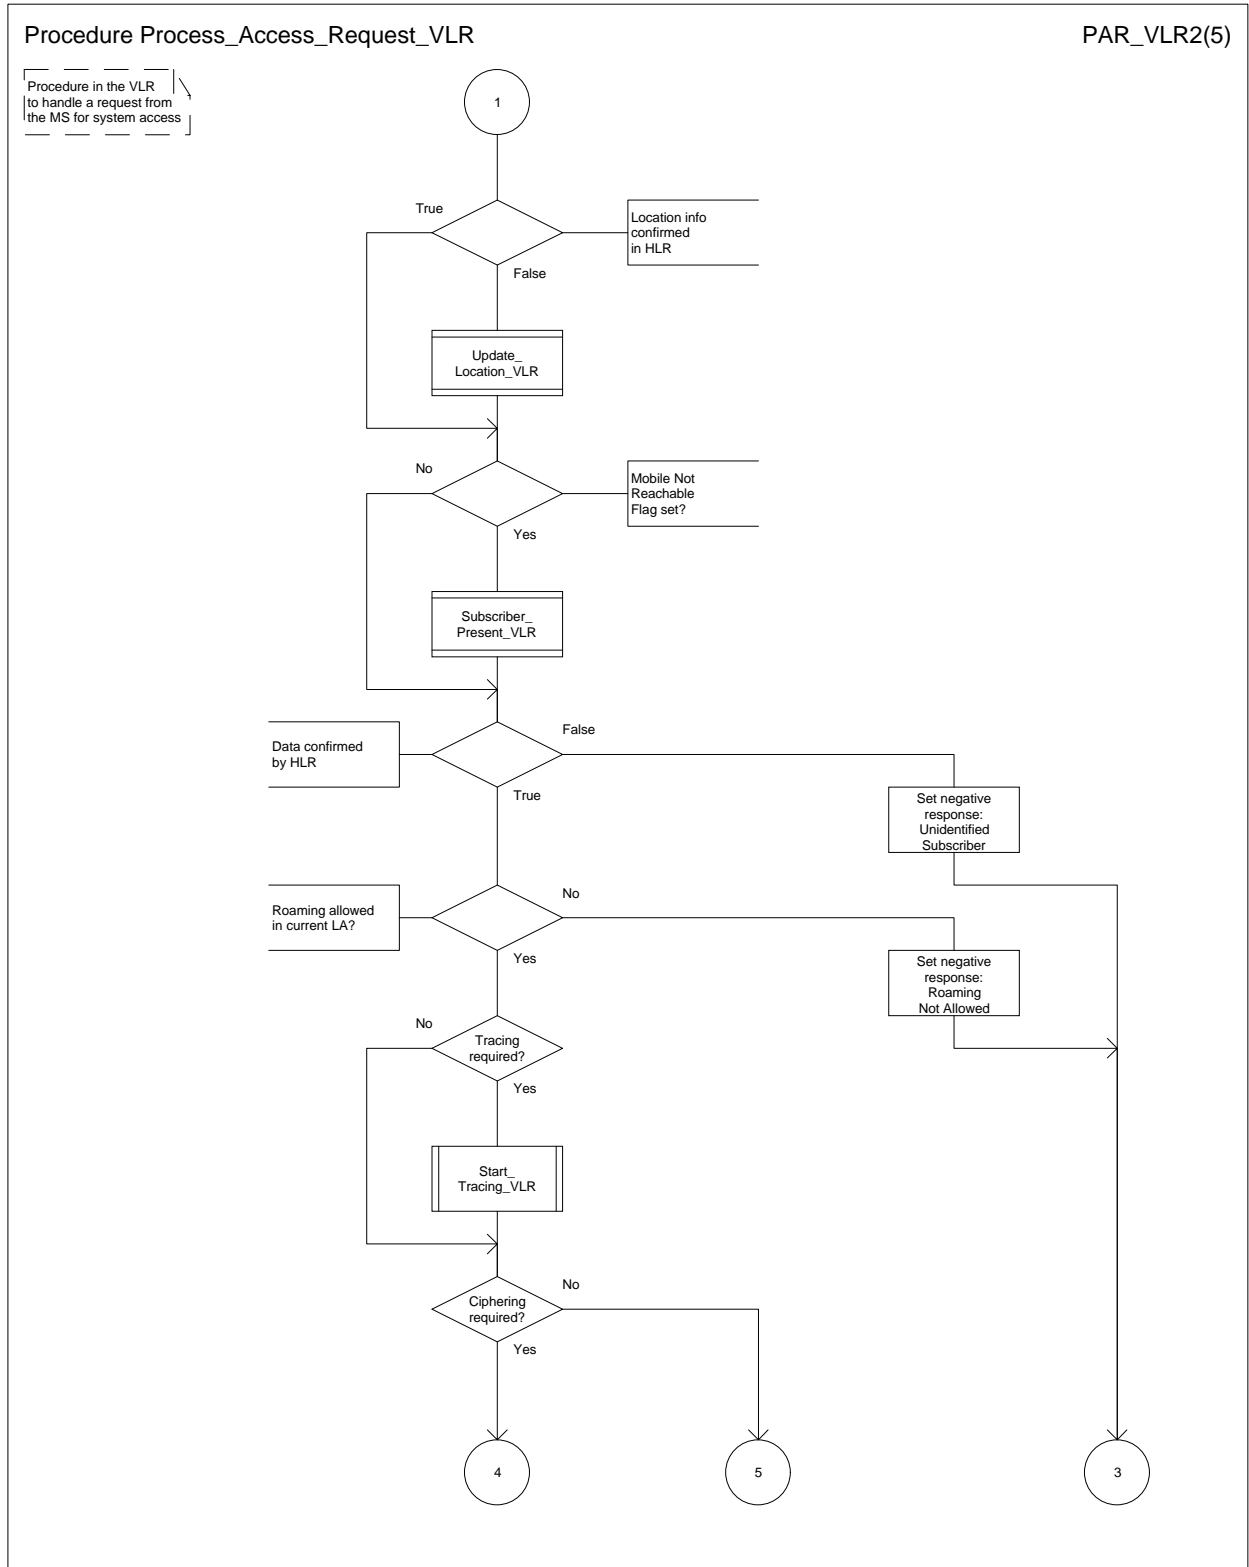 Procedure Process_Access_Request_VLR
PAR_VLR2(5)
Procedure in the VLR
to handle a request from
the MS for system access
1
True
Location info
confirmed
in HLR
False
Update_
Location_VLR
No
Mobile Not
Reachable
Flag set?
Yes
Subscriber_
Present_VLR
Data confirmed
by HLR
False
True
Set negative
response:
Unidentified
Subscriber
Roaming allowed
in current LA?
No
Yes
Set negative
response:
Roaming
Not Allowed
No
Tracing
required?
Yes
Start_
Tracing_VLR
Ciphering
required?
No
Yes
4
5
3